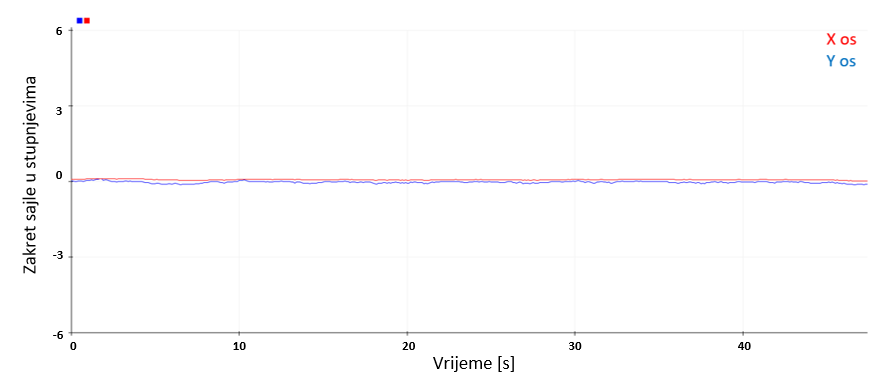 6
X os
Y os
3
0
-3
-6
Zakret sajle u stupnjevima
0 10 20 30 40
Vrijeme [s]